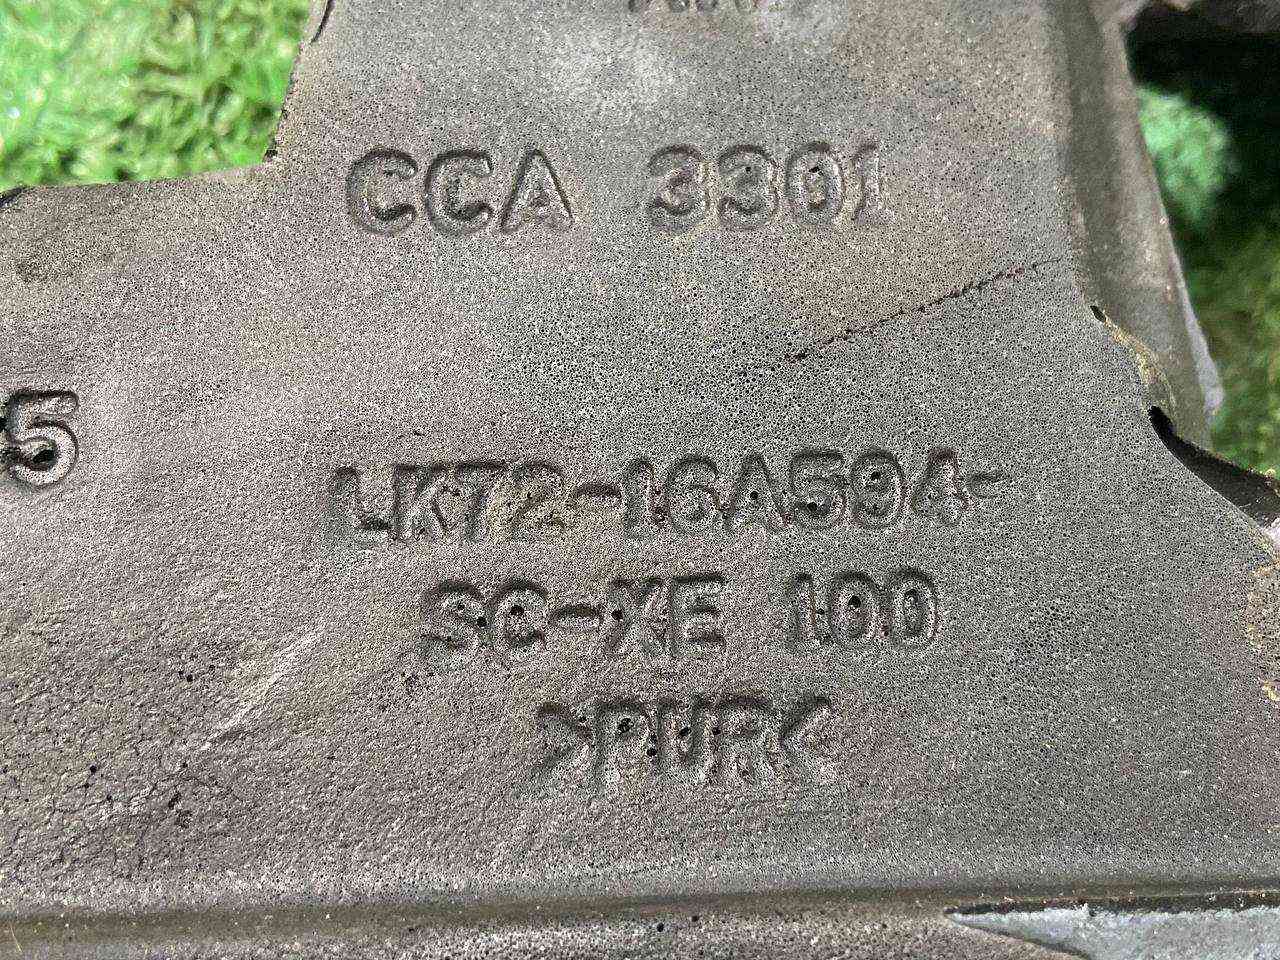 CCA 3301
5
LK72-16A594-
SC-XE 100
>PUR<